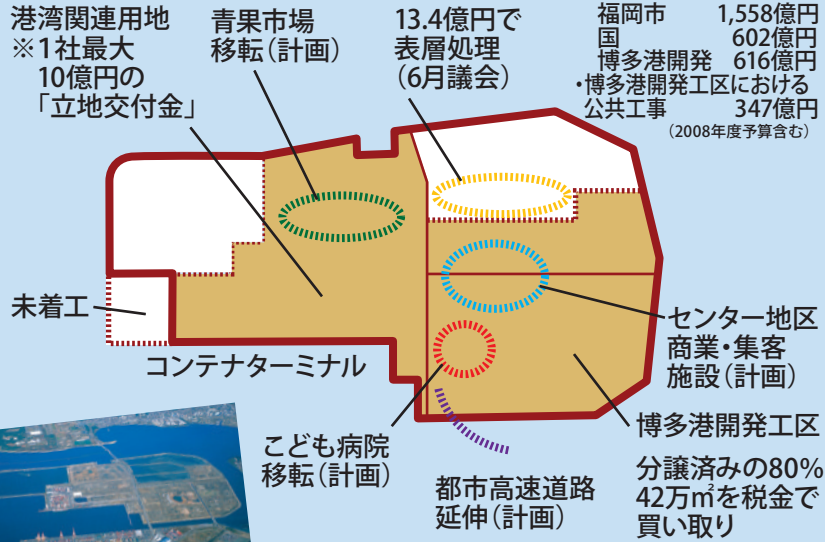 港湾関連用地
※1社最大
10億円の
「立地交付金」
青果市場
移転(計画)
13.4億円で
表層処理
(6月議会)
福岡市 1,558億円
国 602億円
博多港開発 616億円
・博多港開発工区における
公共工事 347億円
(2008年度予算含む)
未着工
コンテナターミナル
センター地区
商業・集客
施設(計画)
こども病院
移転(計画)
都市高速道路
延伸(計画)
博多港開発工区
分譲済みの80%
42万㎡を税金で
買い取り